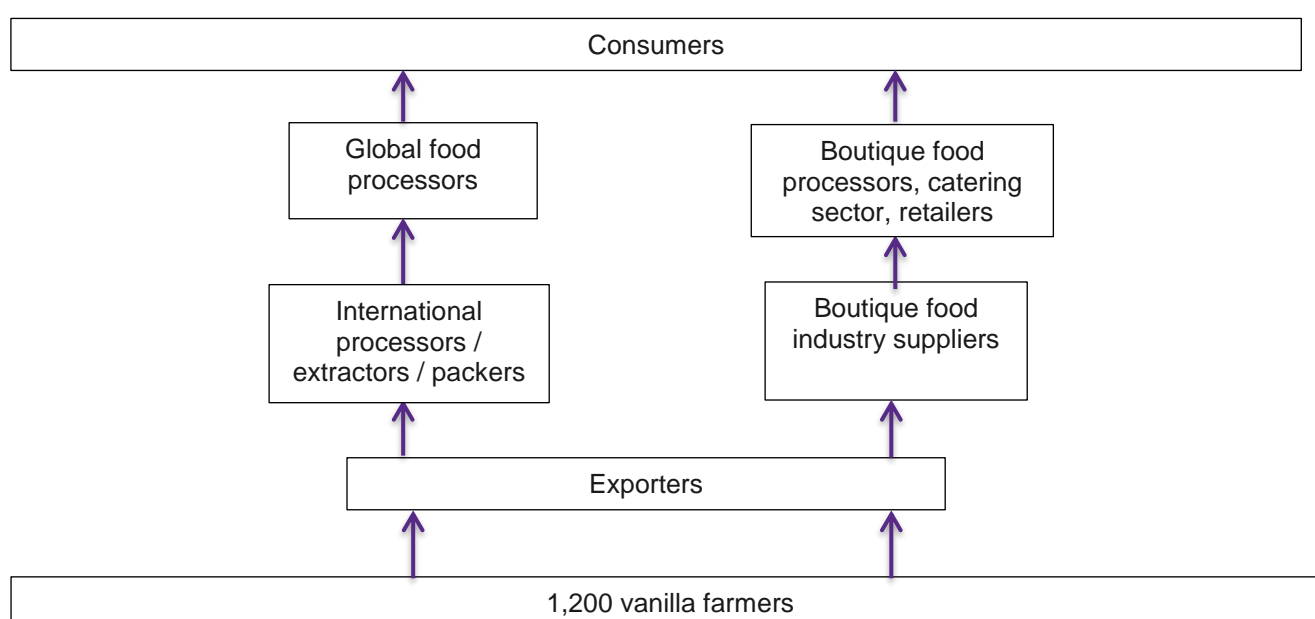 Consumers
Global food
processors
Boutique food
processors, catering
sector, retailers
International
processors /
extractors / packers
Boutique food
industry suppliers
Exporters
1,200 vanilla farmers